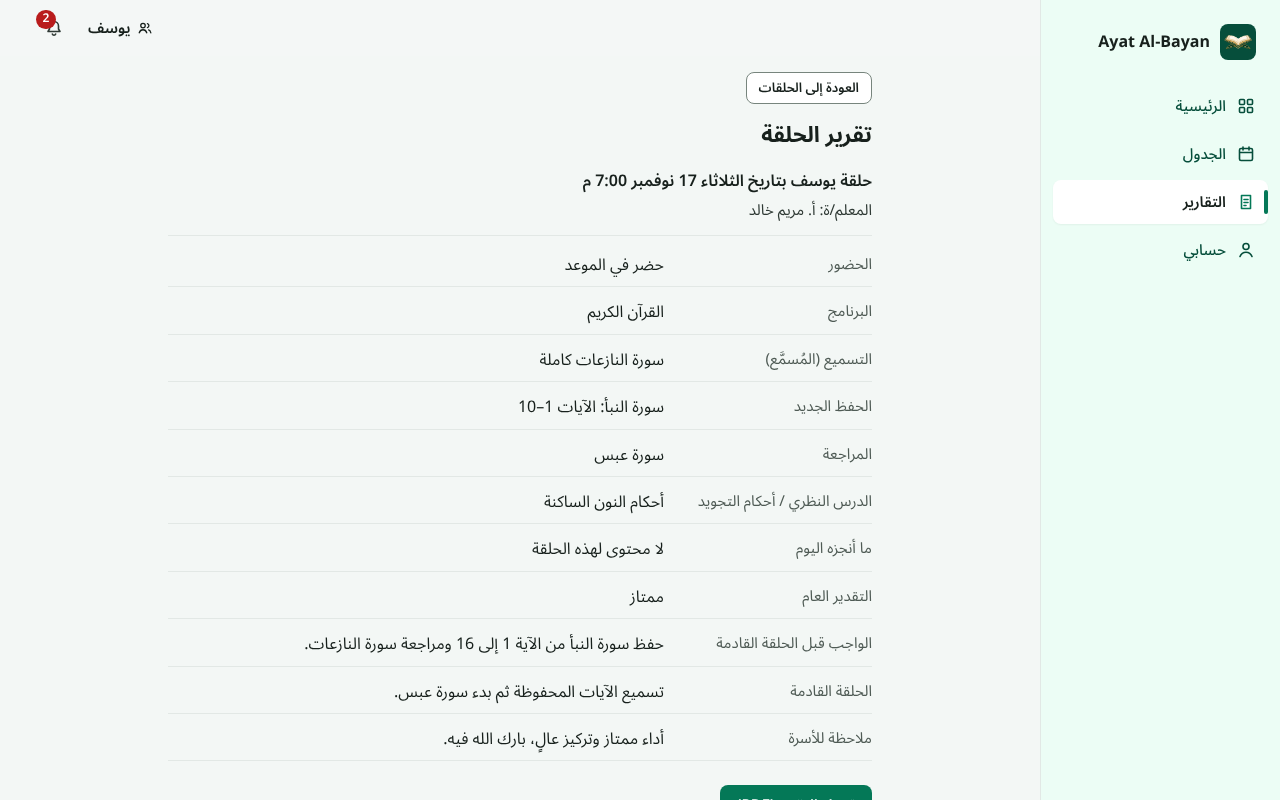 Ayat Al-Bayan
الرئيسية
الجدول
التقارير
حسابي
يوسف
2
العودة إلى الحلقات
تقرير الحلقة
حلقة يوسف بتاريخ الثلاثاء 17 نوفمبر 7:00 م
المعلم/ة: أ. مريم خالد
الحضور حضر في الموعد
البرنامج القرآن الكريم
التسميع (المُسمَّع) سورة النازعات كاملة
الحفظ الجديد سورة النبأ: الآيات 1–10
المراجعة سورة عبس
الدرس النظري / أحكام التجويد أحكام النون الساكنة
ما أنجزه اليوم لا محتوى لهذه الحلقة
التقدير العام ممتاز
الواجب قبل الحلقة القادمة حفظ سورة النبأ من الآية 1 إلى 16 ومراجعة سورة النازعات.
الحلقة القادمة تسميع الآيات المحفوظة ثم بدء سورة عبس.
ملاحظة للأسرة أداء ممتاز وتركيز عالٍ، بارك الله فيه.